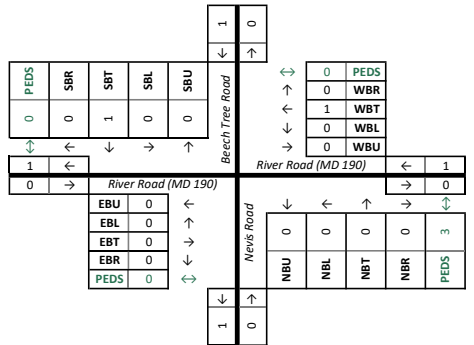 1 0
↓ ↑
Beech Tree Road
PEDS SBR SBT SBL SBU
0 0 1 0 0
↕ ← ↓ → ↑
↔ 0 PEDS
↑ 0 WBR
← 1 WBT
↓ 0 WBL
→ 0 WBU
1 ←
0 →
River Road (MD 190)
← 1
→ 0
River Road (MD 190)
EBU 0 ←
EBL 0 ↑
EBT 0 →
EBR 0 ↓
PEDS 0 ↔
Nevis Road
↓ ← ↑ → ↕
0 0 0 0 3
NBU NBL NBT NBR PEDS
↓ ↑
1 0